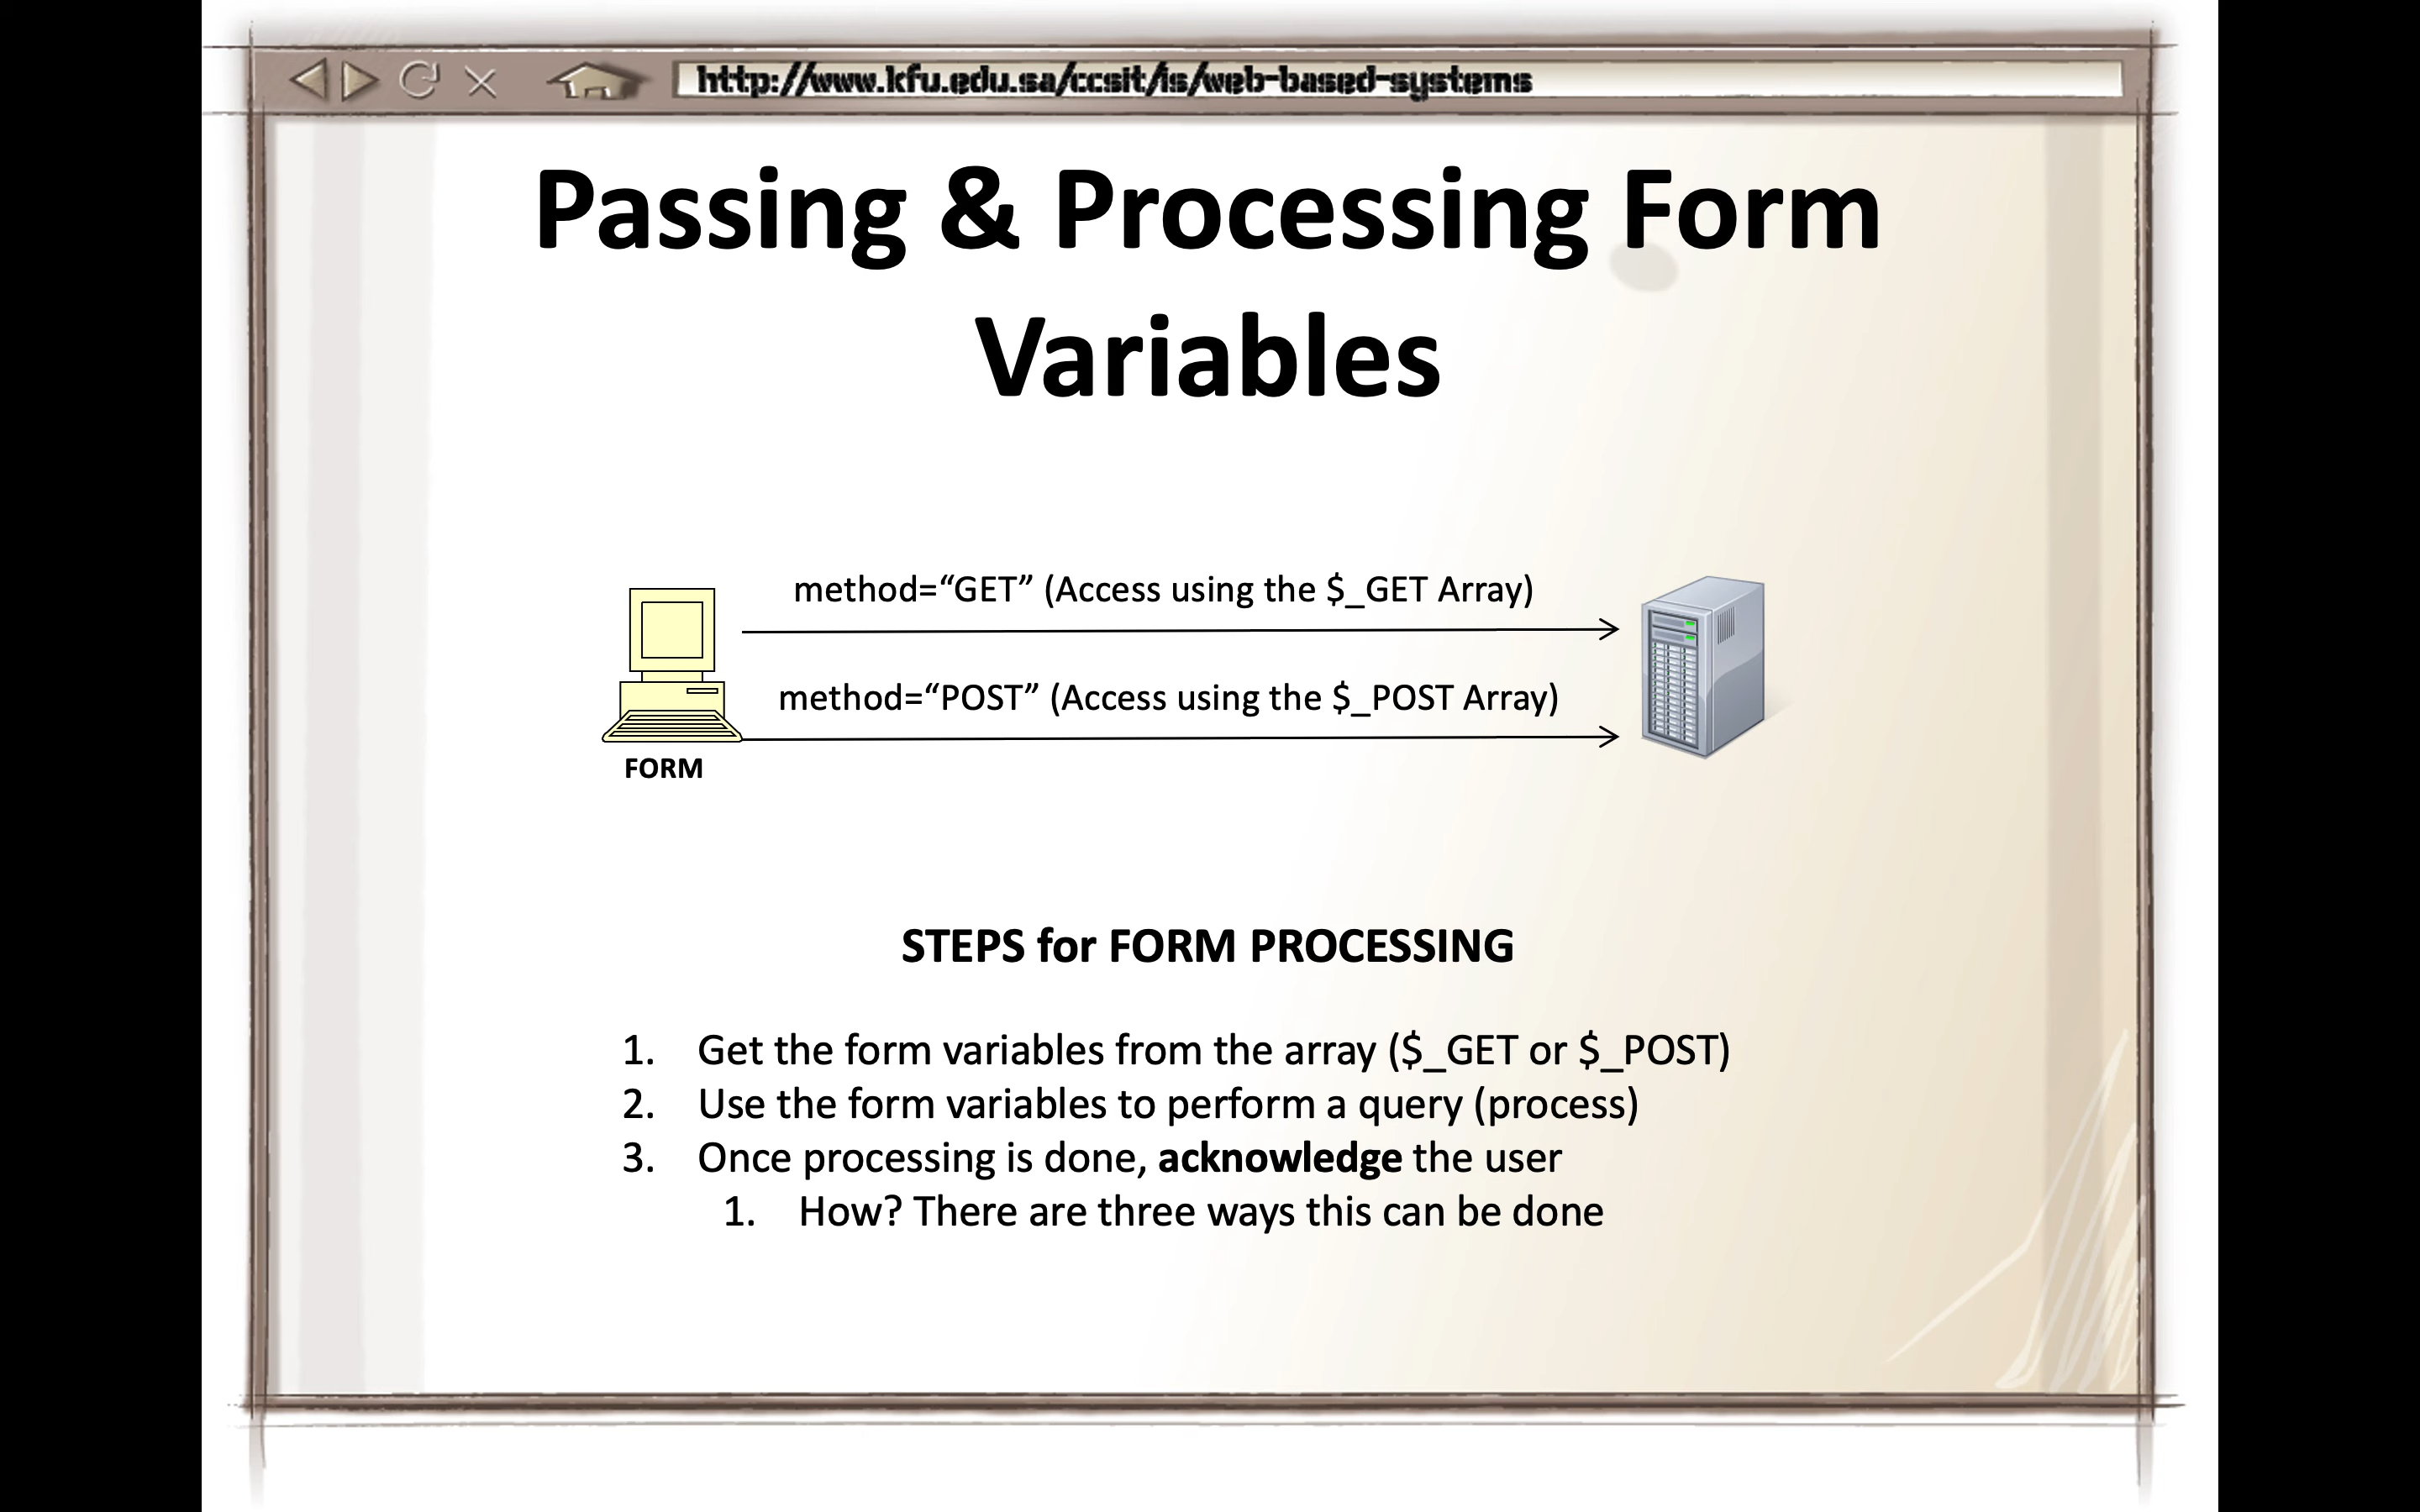 http://www.kfu.edu.sa/ccsit/is/web-based-systems
Passing & Processing Form
Variables
method=“GET” (Access using the $_GET Array)
method=“POST” (Access using the $_POST Array)
FORM
STEPS for FORM PROCESSING
1. Get the form variables from the array ($_GET or $_POST)
2. Use the form variables to perform a query (process)
3. Once processing is done, acknowledge the user
1. How? There are three ways this can be done